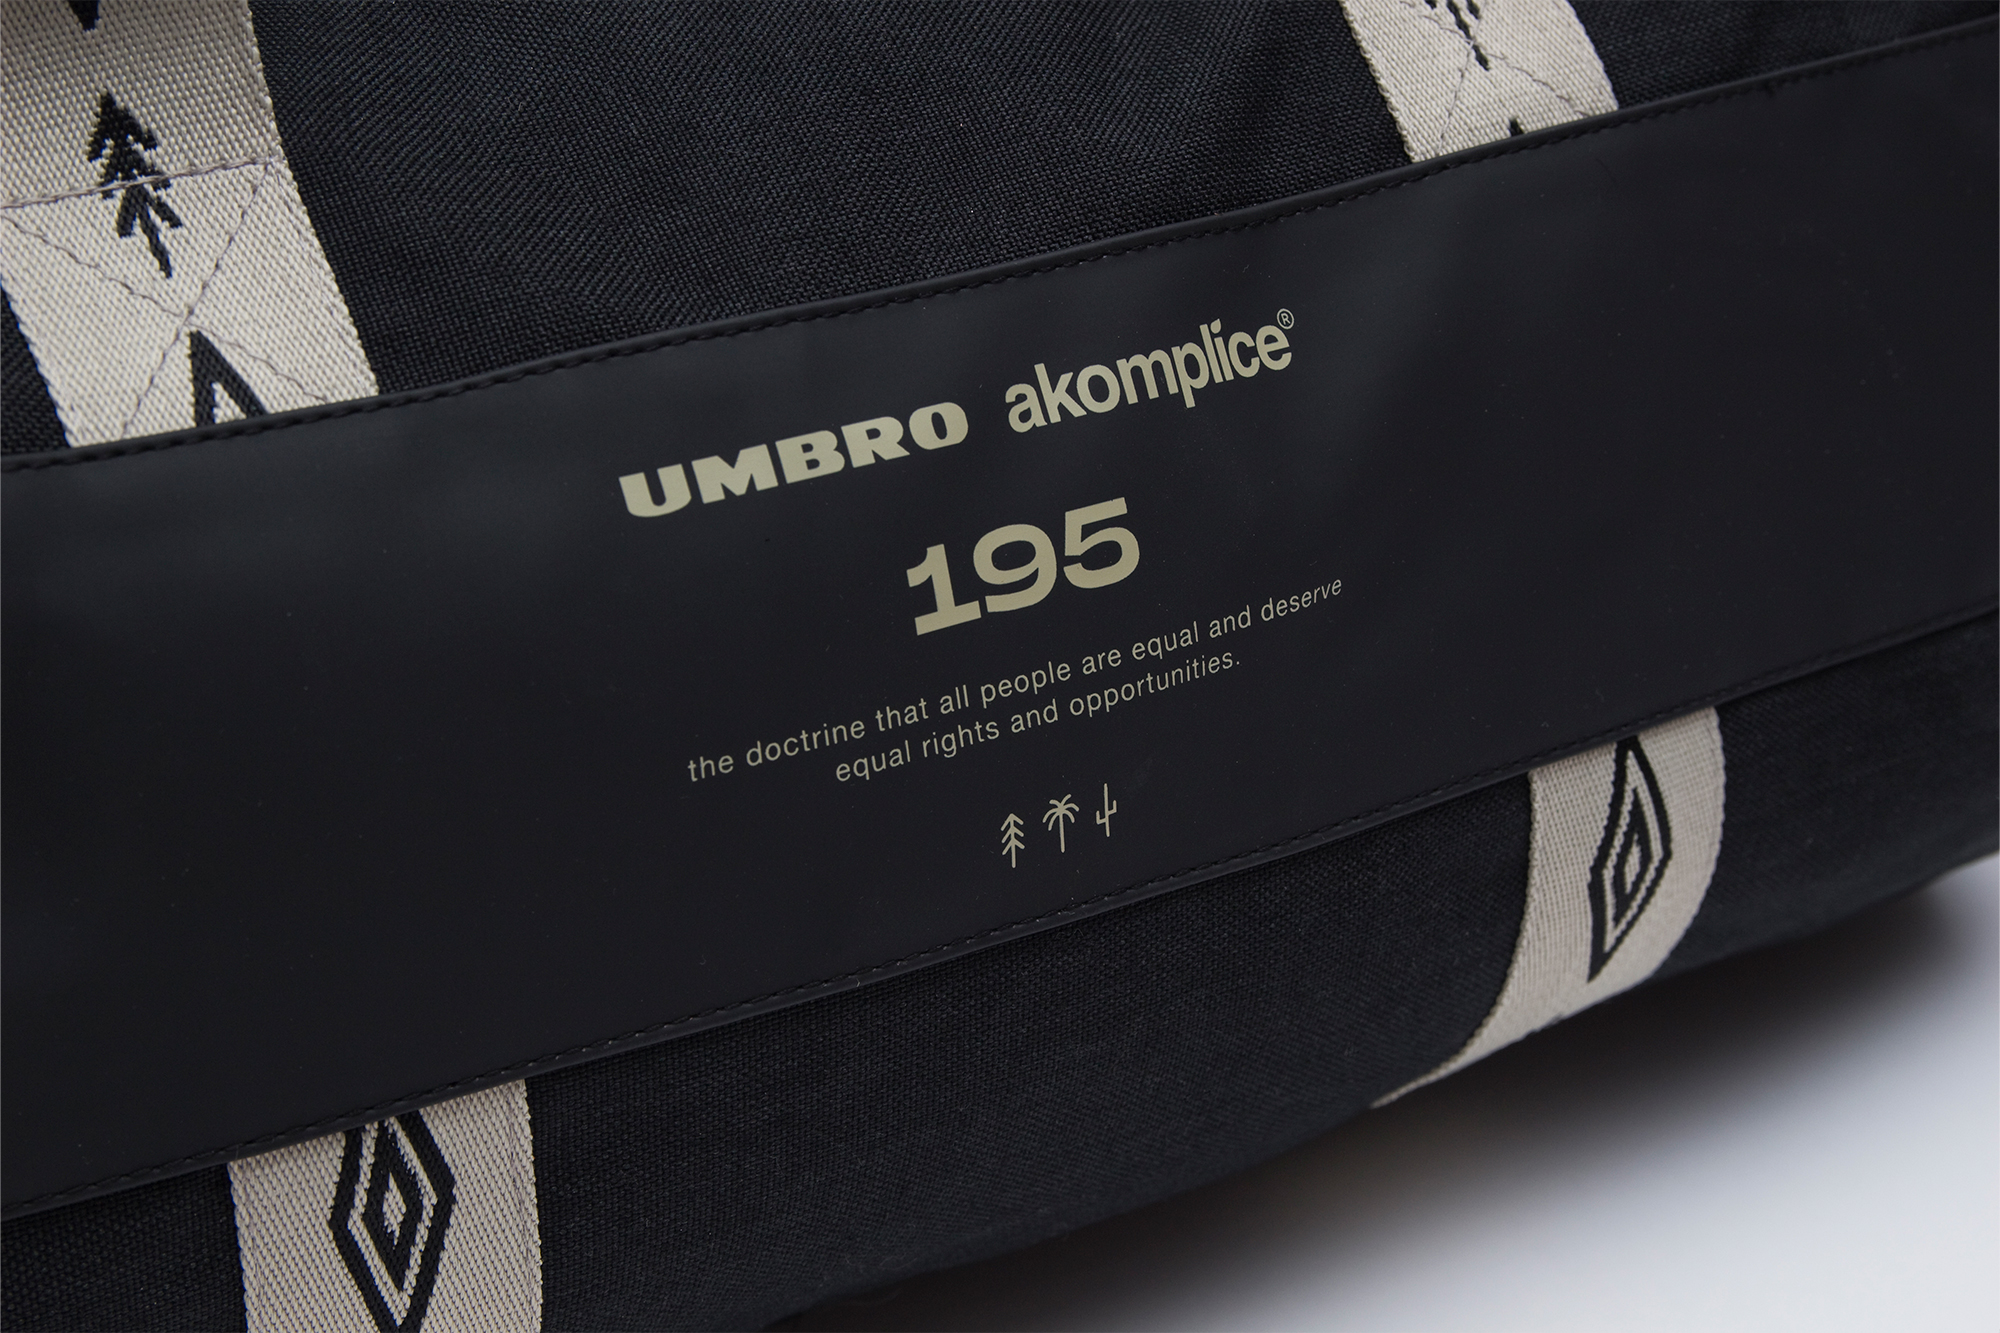 UMBRO akomplice®
195
the doctrine that all people are equal and deserve
equal rights and opportunities.